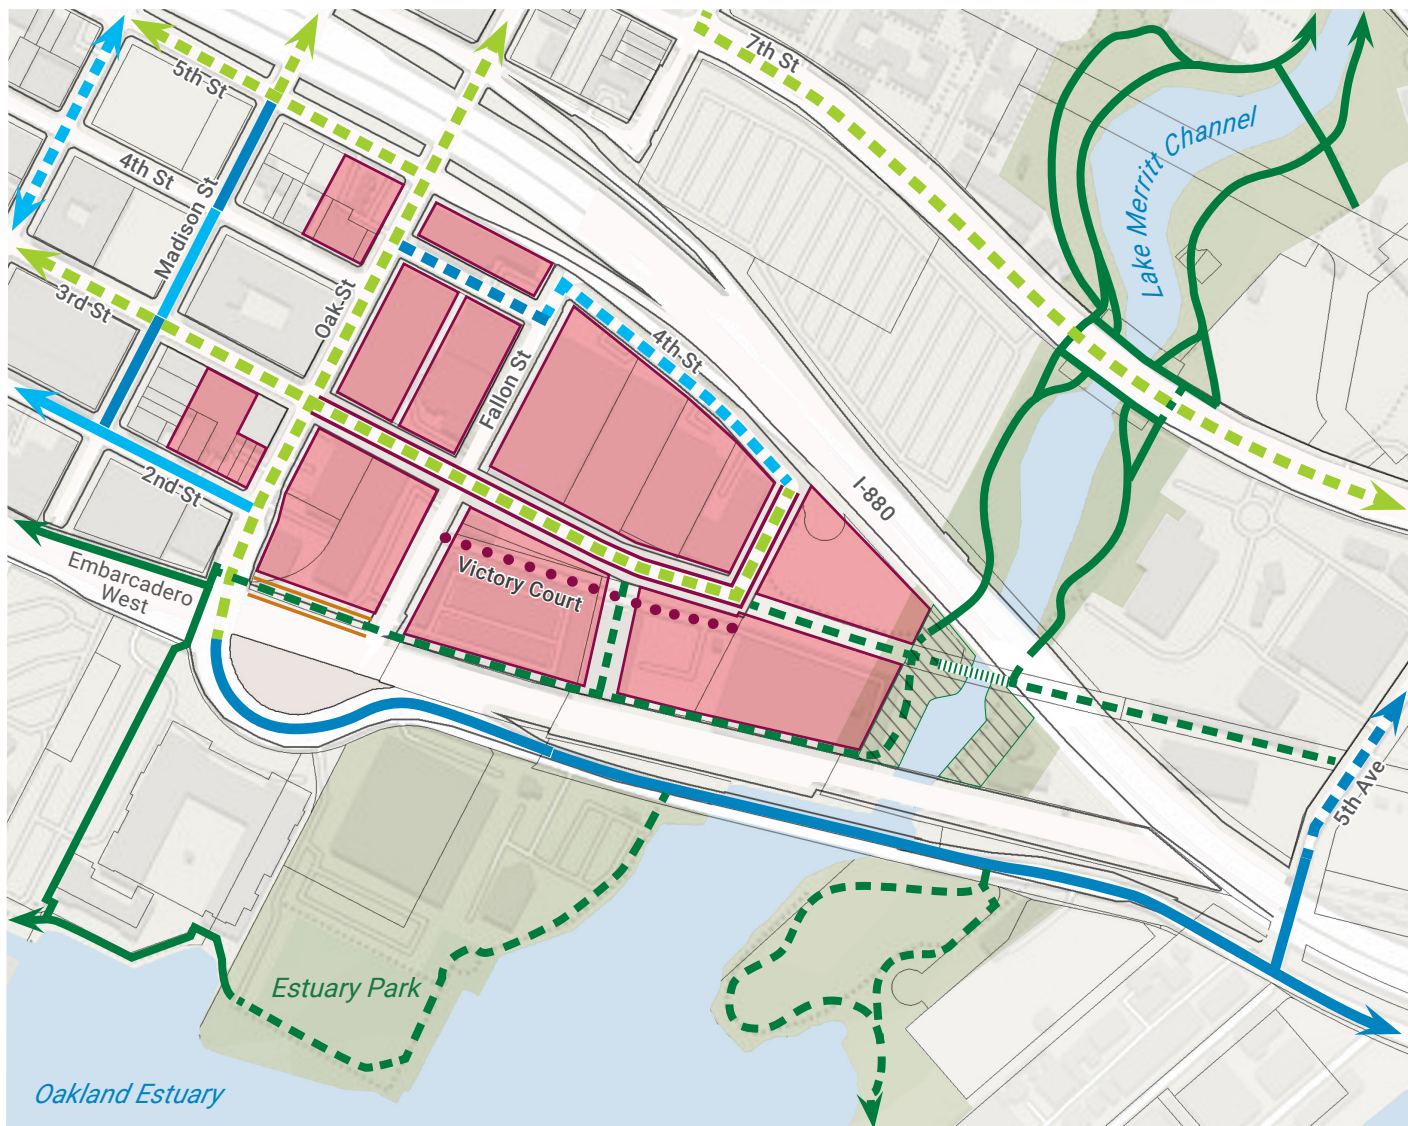 7th St
5th St
Lake Merritt Channel
4th St
Madison St
3rd St
Oak St
4th St
Fallon St
2nd St
I-880
Embarcadero
West
Victory Court
5th Ave
Estuary Park
Oakland Estuary